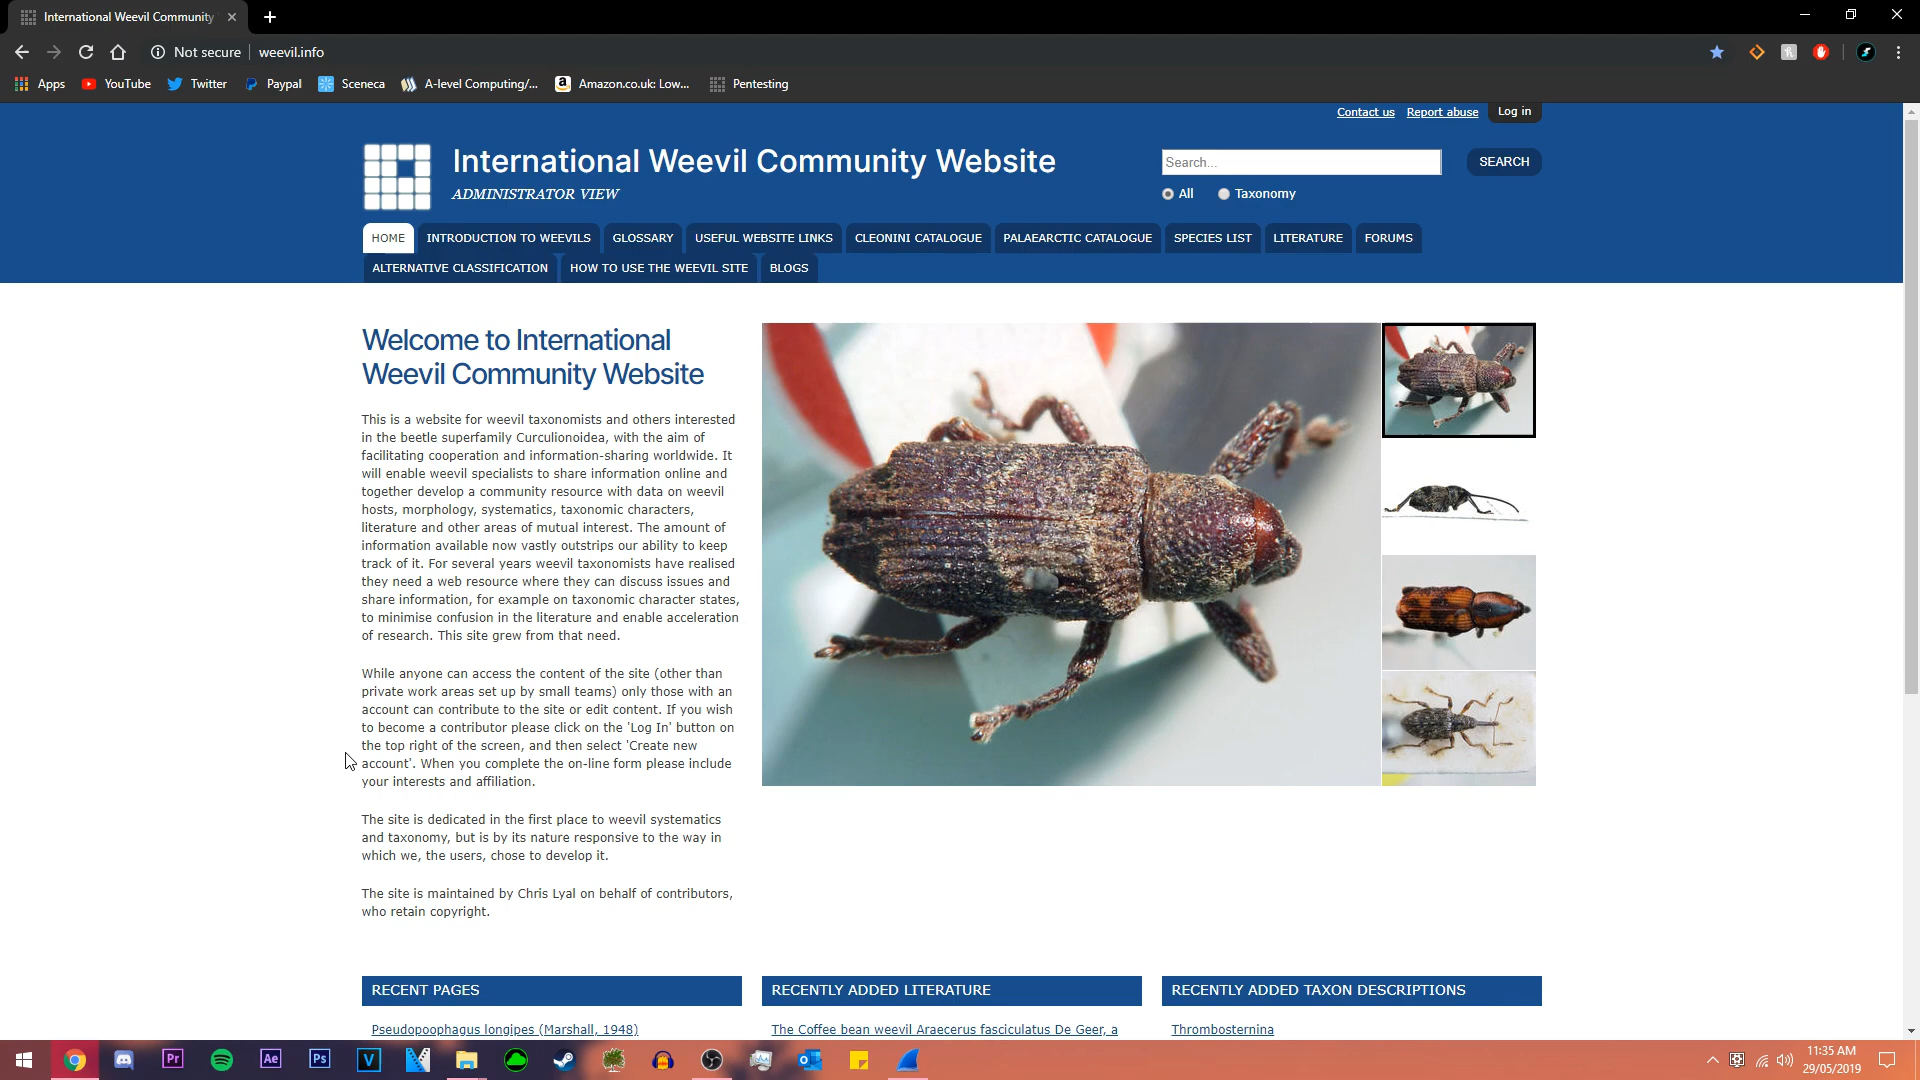 International Weevil Community
Not secure weevil.info
Apps YouTube Twitter Paypal Sceneca A-level Computing/... Amazon.co.uk: Low... Pentesting
Contact us Report abuse Log in
International Weevil Community Website
ADMINISTRATOR VIEW
Search... SEARCH
All Taxonomy
HOME INTRODUCTION TO WEEVILS GLOSSARY USEFUL WEBSITE LINKS CLEONINI CATALOGUE PALAEARCTIC CATALOGUE SPECIES LIST LITERATURE FORUMS
ALTERNATIVE CLASSIFICATION HOW TO USE THE WEEVIL SITE BLOGS
Welcome to International
Weevil Community Website
This is a website for weevil taxonomists and others interested
in the beetle superfamily Curculionoidea, with the aim of
facilitating cooperation and information-sharing worldwide. It
will enable weevil specialists to share information online and
together develop a community resource with data on weevil
hosts, morphology, systematics, taxonomic characters,
literature and other areas of mutual interest. The amount of
information available now vastly outstrips our ability to keep
track of it. For several years weevil taxonomists have realised
they need a web resource where they can discuss issues and
share information, for example on taxonomic character states,
to minimise confusion in the literature and enable acceleration
of research. This site grew from that need.
While anyone can access the content of the site (other than
private work areas set up by small teams) only those with an
account can contribute to the site or edit content. If you wish
to become a contributor please click on the 'Log In' button on
the top right of the screen, and then select 'Create new
account'. When you complete the on-line form please include
your interests and affiliation.
The site is dedicated in the first place to weevil systematics
and taxonomy, but is by its nature responsive to the way in
which we, the users, chose to develop it.
The site is maintained by Chris Lyal on behalf of contributors,
who retain copyright.
RECENT PAGES RECENTLY ADDED LITERATURE RECENTLY ADDED TAXON DESCRIPTIONS
Pseudopoophagus longipes (Marshall, 1948) The Coffee bean weevil Araecerus fasciculatus De Geer, a Thrombosternina
Pr Ae Ps V
11:35 AM
29/05/2019